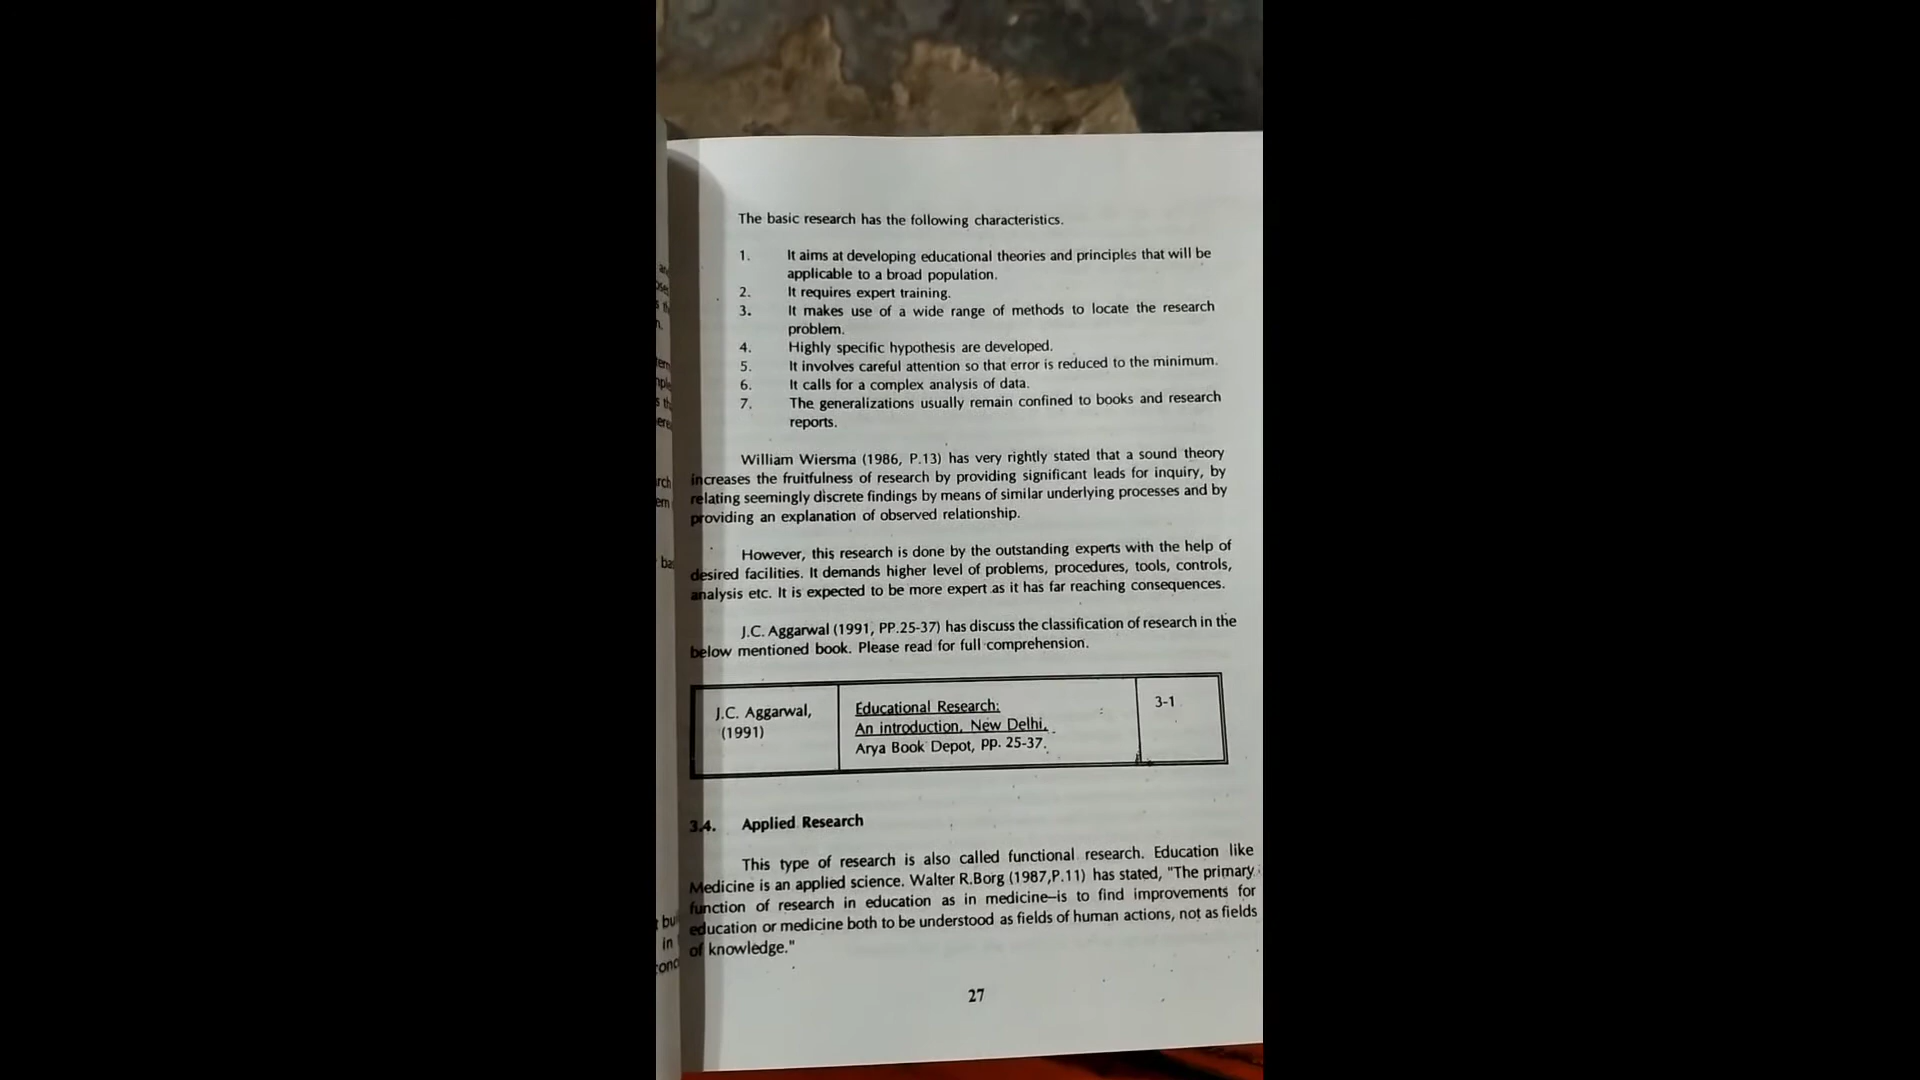 The basic research has the following characteristics.
1. It aims at developing educational theories and principles that will be
applicable to a broad population.
2. It requires expert training.
3. It makes use of a wide range of methods to locate the research
problem.
4. Highly specific hypothesis are developed.
5. It involves careful attention so that error is reduced to the minimum.
6. It calls for a complex analysis of data.
7. The generalizations usually remain confined to books and research
reports.
William Wiersma (1986, P.13) has very rightly stated that a sound theory
increases the fruitfulness of research by providing significant leads for inquiry, by
relating seemingly discrete findings by means of similar underlying processes and by
providing an explanation of observed relationship.
However, this research is done by the outstanding experts with the help of
desired facilities. It demands higher level of problems, procedures, tools, controls,
analysis etc. It is expected to be more expert as it has far reaching consequences.
J.C. Aggarwal (1991, PP.25-37) has discuss the classification of research in the
below mentioned book. Please read for full comprehension.
J.C. Aggarwal,
(1991)
Educational Research:
An introduction, New Delhi,
Arya Book Depot, pp. 25-37.
3-1
3.4. Applied Research
This type of research is also called functional research. Education like
Medicine is an applied science. Walter R.Borg (1987,P.11) has stated, "The primary
function of research in education as in medicine—is to find improvements for
education or medicine both to be understood as fields of human actions, not as fields
of knowledge."
27